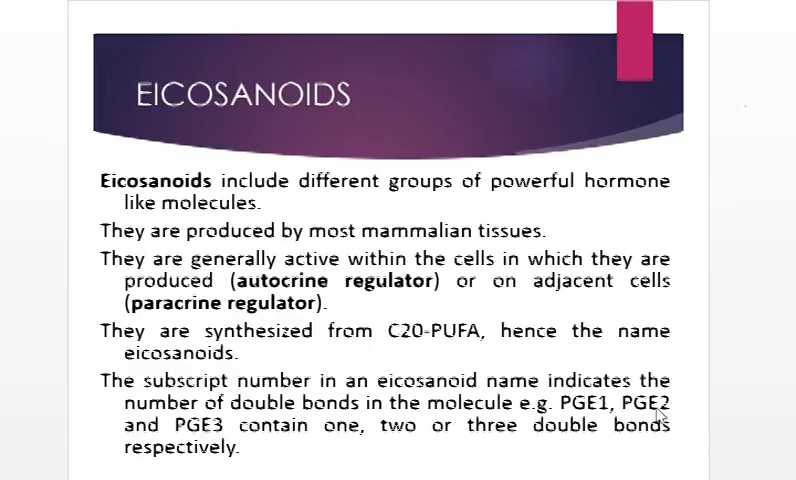 EICOSANOIDS
Eicosanoids include different groups of powerful hormone
like molecules.
They are produced by most mammalian tissues.
They are generally active within the cells in which they are
produced (autocrine regulator) or on adjacent cells
(paracrine regulator).
They are synthesized from C20-PUFA, hence the name
eicosanoids.
The subscript number in an eicosanoid name indicates the
number of double bonds in the molecule e.g. PGE1, PGE2
and PGE3 contain one, two or three double bonds
respectively.